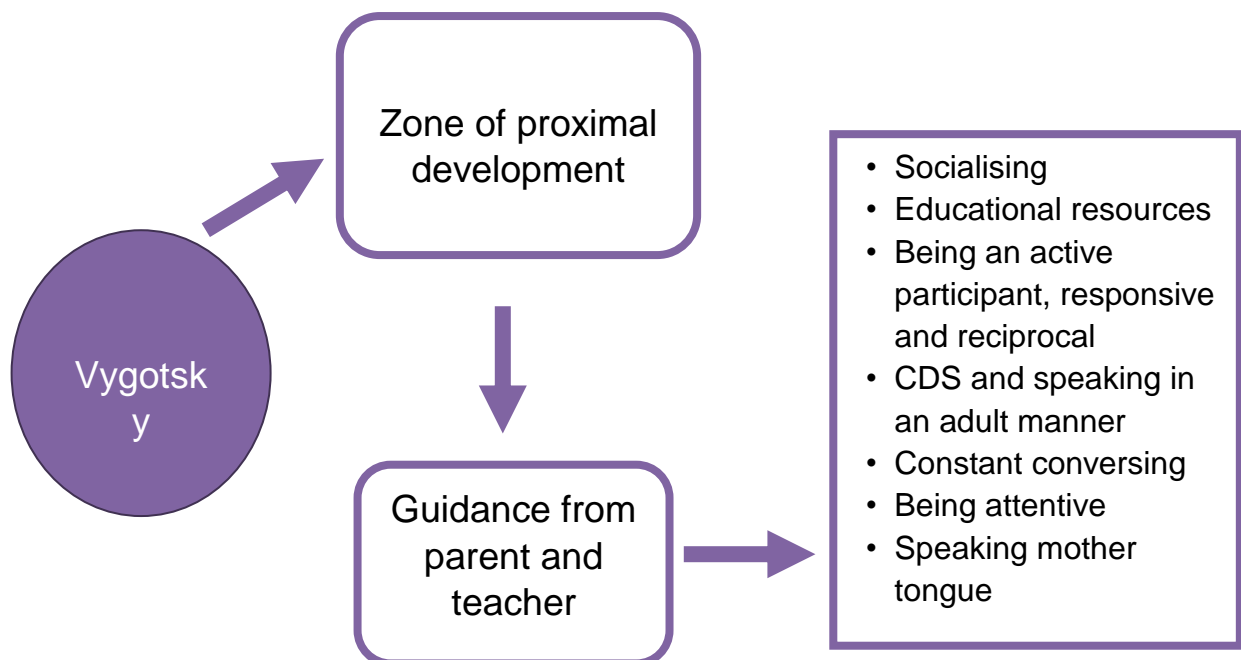 Vygotsk
y
Zone of proximal
development
Guidance from
parent and
teacher
• Socialising
• Educational resources
• Being an active
participant, responsive
and reciprocal
• CDS and speaking in
an adult manner
• Constant conversing
• Being attentive
• Speaking mother
tongue